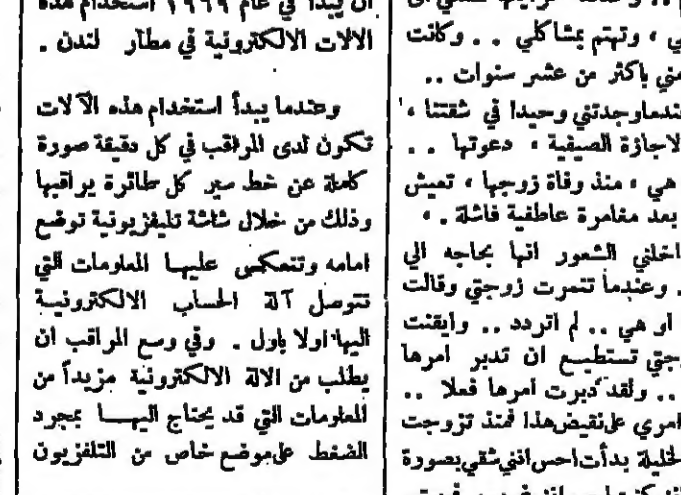 ان يبدأ في عام ١٩٦٩ استخدام هذه
الالات الالكترونية في مطار لندن .
وعندما يبدأ استخدام هذه الآلات
تكون لدى المراقب في كل دقيقة صورة
كاملة عن خط سير كل طائرة يراقبها
وذلك من خلال شاشة تليفزيونية توضع
امامه وتنعكس عليها المعلومات التي
تتوصل آلة الحساب الالكترونية
اليها اولا باول . وفي وسع المراقب ان
يطلب من الالة الالكترونية مزيداً من
المعلومات التي قد يحتاج اليها بمجرد
الضغط على موضع خاص من التلفزيون
ي ، وتهتم بمشاكلي . . وكانت
مني باكثر من عشر سنوات ..
ندماوجدتني وحيدا في شقتنا ،
لاجازة الصيفية ، دعوتها . .
هي ، منذ وفاة زوجها ، تعيش
بعد مغامرة عاطفية فاشلة . ،
اخلني الشعور انها بحاجه الي
. وعندما تنمرت زوجتي وقالت
او هي .. لم اتردد .. وايقنت
وجتي تستطيع ان تدبر امرها
.. ولقد دبرت امرها فعلا ..
امري على نقيض هذا فمنذ تزوجت
لخليلة بدأت احس انني شقي بصورة